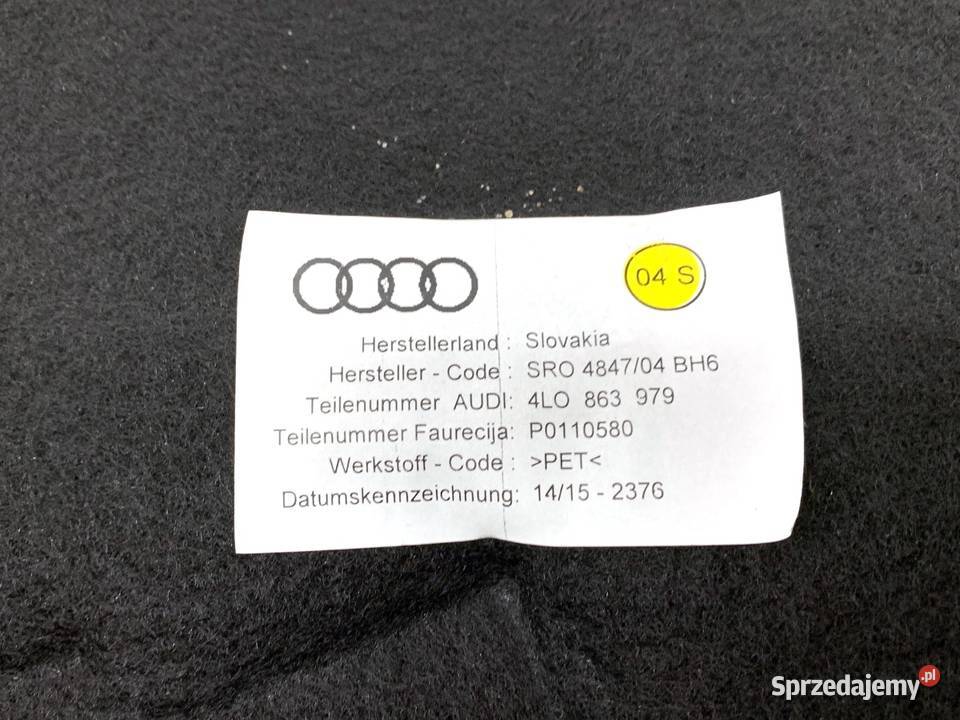 04 S
Herstellerland : Slovakia
Hersteller - Code : SRO 4847/04 BH6
Teilenummer AUDI: 4LO 863 979
Teilenummer Faurecija: P0110580
Werkstoff - Code : >PET<
Datumskennzeichnung: 14/15 - 2376
Sprzedajemy.pl